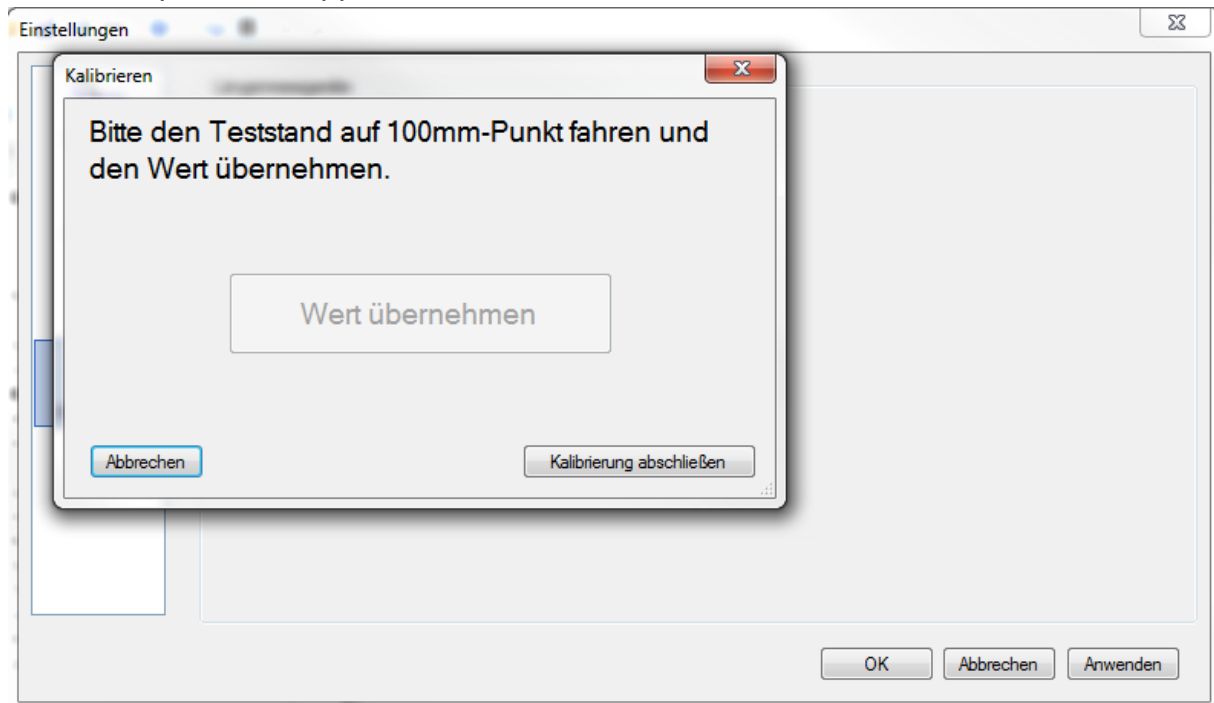 Einstellungen
Kalibrieren
Bitte den Teststand auf 100mm-Punkt fahren und
den Wert übernehmen.
Wert übernehmen
Abbrechen
Kalibrierung abschließen
OK
Abbrechen
Anwenden